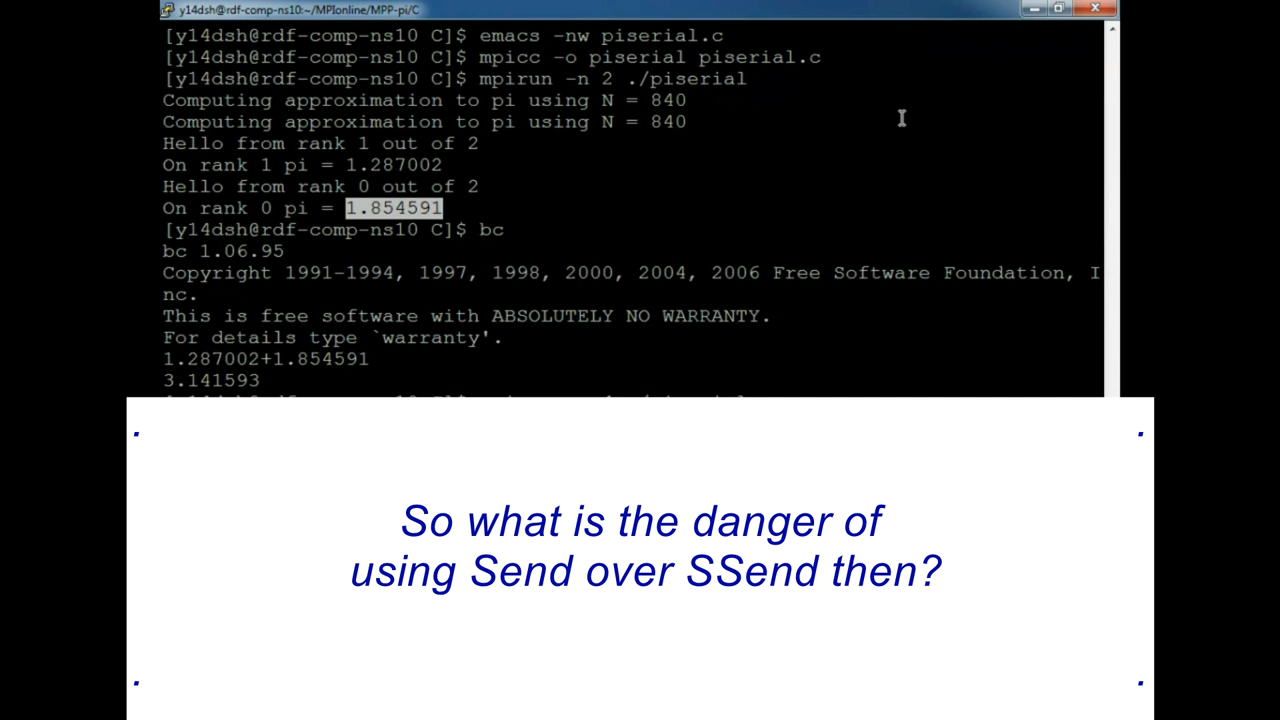 y14dsh@rdf-comp-ns10:~/MPIonline/MPP-pi/C
[y14dsh@rdf-comp-ns10 C]$ emacs -nw piserial.c
[y14dsh@rdf-comp-ns10 C]$ mpicc -o piserial piserial.c
[y14dsh@rdf-comp-ns10 C]$ mpirun -n 2 ./piserial
Computing approximation to pi using N = 840
Computing approximation to pi using N = 840
Hello from rank 1 out of 2
On rank 1 pi = 1.287002
Hello from rank 0 out of 2
On rank 0 pi = 1.854591
[y14dsh@rdf-comp-ns10 C]$ bc
bc 1.06.95
Copyright 1991-1994, 1997, 1998, 2000, 2004, 2006 Free Software Foundation, I
nc.
This is free software with ABSOLUTELY NO WARRANTY.
For details type `warranty'.
1.287002+1.854591
3.141593
So what is the danger of
using Send over SSend then?